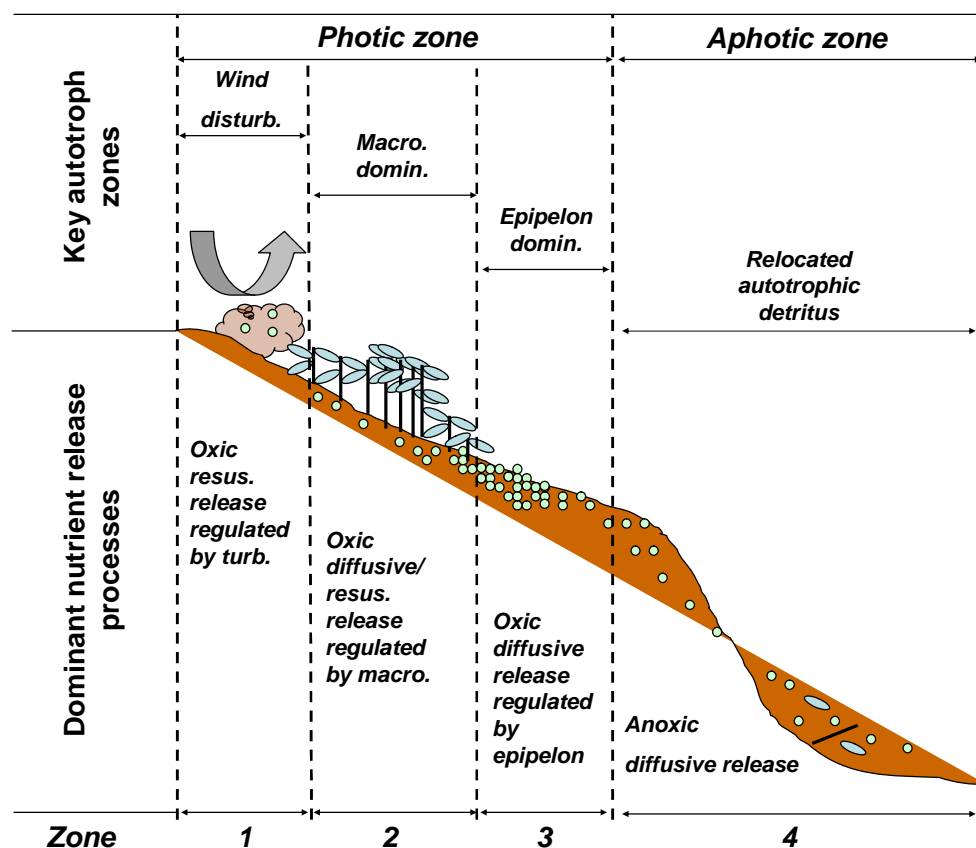 Photic zone
Aphotic zone
Key autotroph
zones
Wind
disturb.
Macro.
domin.
Epipelon
domin.
Relocated
autotrophic
detritus
Dominant nutrient release
processes
Oxic
resus.
release
regulated
by turb.
Oxic
diffusive/
resus.
release
regulated
by macro.
Oxic
diffusive
release
regulated
by
epipelon
Anoxic
diffusive release
Zone
1
2
3
4